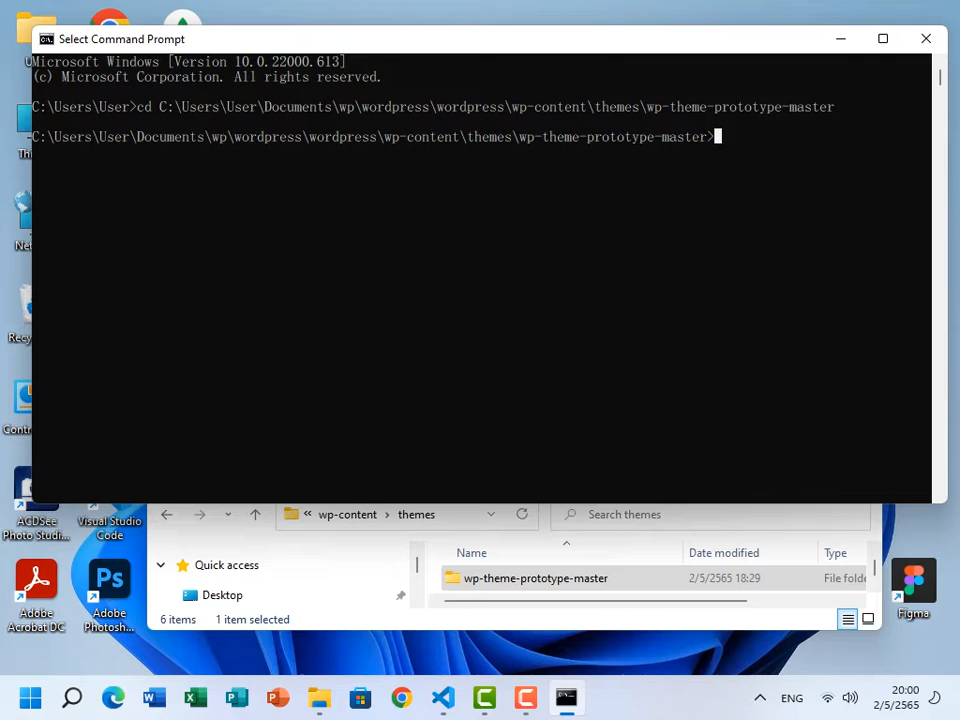 Select Command Prompt
Microsoft Windows [Version 10.0.22000.613]
(c) Microsoft Corporation. All rights reserved.
C:\Users\User>cd C:\Users\User\Documents\wp\wordpress\wordpress\wp-content\themes\wp-theme-prototype-master
C:\Users\User\Documents\wp\wordpress\wordpress\wp-content\themes\wp-theme-prototype-master>
ACDSee
Photo Studi...
Visual Studio
Code
Adobe
Acrobat DC
Adobe
Photosh...
wp-content
themes
Search themes
Name
Date modified
Type
Quick access
wp-theme-prototype-master
2/5/2565 18:29
File folde
Desktop
6 items
1 item selected
Figma
ENG
20:00
2/5/2565